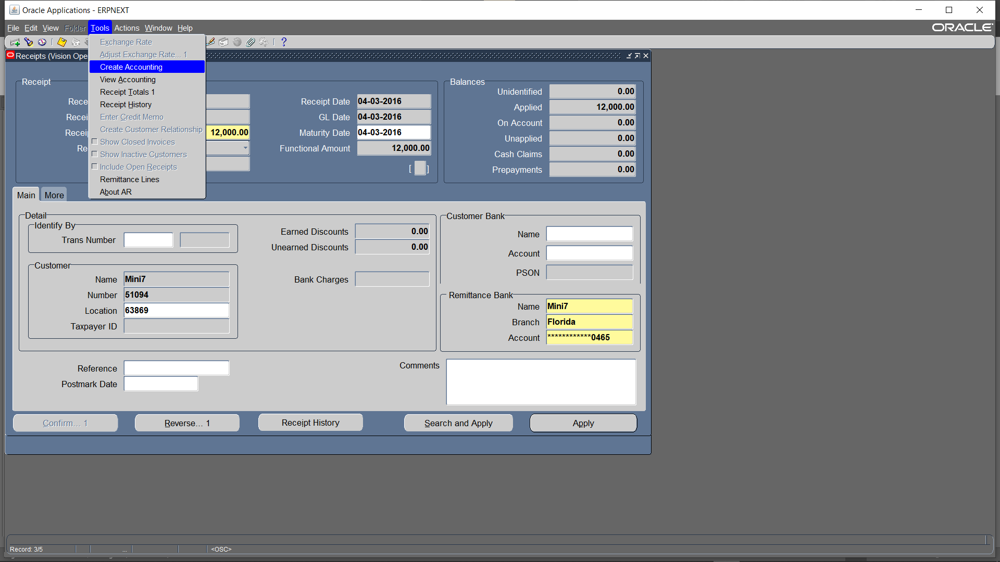 Oracle Applications - ERPNEXT
File Edit View Folder Tools Actions Window Help
ORACLE
Receipts (Vision Ope
Exchange Rate
Adjust Exchange Rate... 1
Create Accounting
View Accounting
Receipt Totals 1
Receipt History
Enter Credit Memo
Create Customer Relationship
Show Closed Invoices
Show Inactive Customers
Include Open Receipts
Remittance Lines
About AR
Receipt
Rece
Recei
Receip
12,000.00
Re
Receipt Date 04-03-2016
GL Date 04-03-2016
Maturity Date 04-03-2016
Functional Amount 12,000.00
[ ]
Balances
Unidentified 0.00
Applied 12,000.00
On Account 0.00
Unapplied 0.00
Cash Claims 0.00
Prepayments 0.00
Main More
Detail
Identify By
Trans Number
Customer
Name Mini7
Number 51094
Location 63869
Taxpayer ID
Earned Discounts 0.00
Unearned Discounts 0.00
Bank Charges
Customer Bank
Name
Account
PSON
Remittance Bank
Name Mini7
Branch Florida
Account ************0465
Reference
Postmark Date
Comments
Confirm... 1 Reverse... 1 Receipt History Search and Apply Apply
Record: 3/5 ... <OSC>